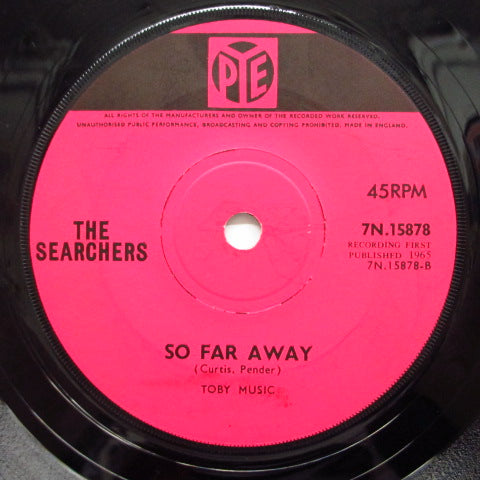 PYE
ALL RIGHTS OF THE MANUFACTURERS AND OWNER OF THE RECORDED WORK RESERVED.
UNAUTHORISED PUBLIC PERFORMANCE, BROADCASTING AND COPYING PROHIBITED. MADE IN ENGLAND.
45RPM
THE
SEARCHERS
7N.15878
RECORDING FIRST
PUBLISHED 1965
7N.15878-B
SO FAR AWAY
(Curtis, Pender)
TOBY MUSIC